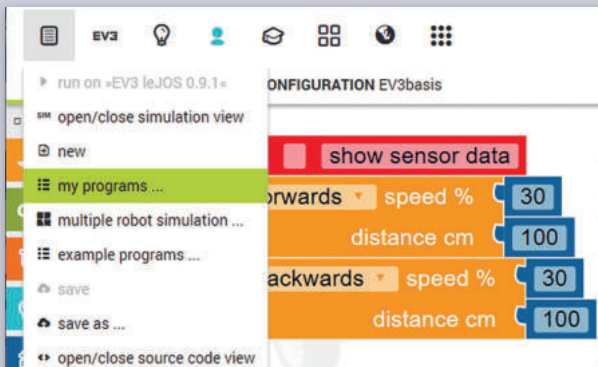 EV3
run on »EV3 leJOS 0.9.1«
ONFIGURATION EV3basis
SIM open/close simulation view
new
show sensor data
my programs ...
orwards speed % 30
multiple robot simulation ...
distance cm 100
example programs ...
ackwards speed % 30
save
save as ...
distance cm 100
open/close source code view